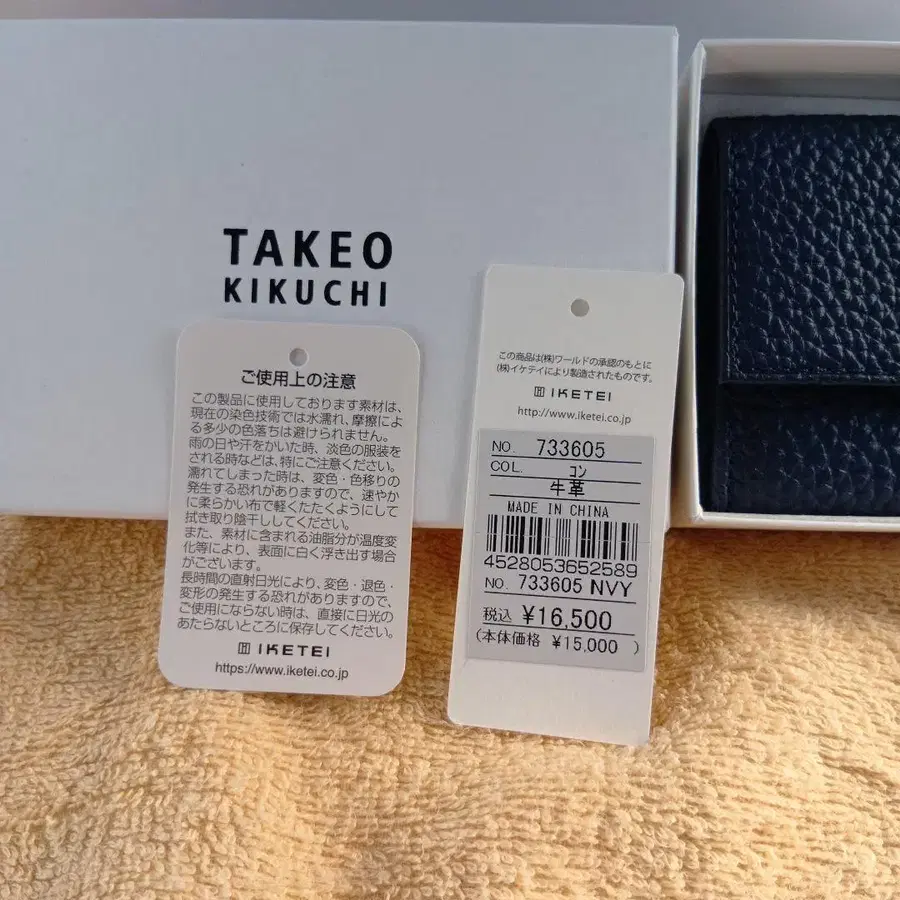 TAKEO
KIKUCHI
ご使用上の注意
この製品に使用しております素材は、
現在の染色技術では水濡れ、摩擦によ
る多少の色落ちは避けられません。
雨の日や汗をかいた時、淡色の服装を
される時などは、特にご注意ください。
濡れてしまった時は、変色・色移りの
発生する恐れがありますので、速やか
に柔らかい布で軽くたたくようにして
拭き取り陰干ししてください。
また、素材に含まれる油脂分が温度変
化等により、表面に白く浮き出す場合
がございます。
長時間の直射日光により、変色・退色・
変形の発生する恐れがありますので、
ご使用にならない時は、直接に日光の
あたらないところに保存してください。
IKETEI
https://www.iketei.co.jp
この商品は(株)ワールドの承認のもとに
(株)イケテイにより製造されたものです。
IKETEI
http://www.iketei.co.jp
NO. 733605
COL. コン
牛革
MADE IN CHINA
4528053652589
NO. 733605 NVY
税込 ¥16,500
(本体価格 ¥15,000 )